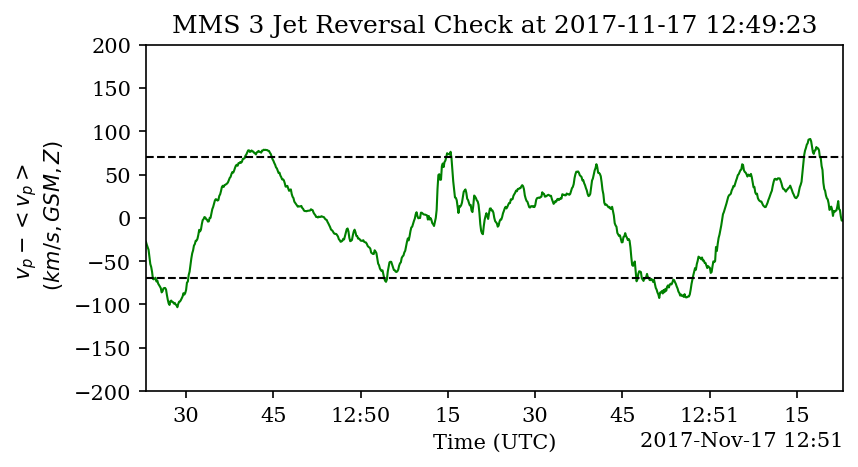 MMS 3 Jet Reversal Check at 2017-11-17 12:49:23
v_p - < v_p >
(km/s, GSM, Z)
200
150
100
50
0
−50
−100
−150
−200
30 45 12:50 15 30 45 12:51 15
Time (UTC)
2017-Nov-17 12:51